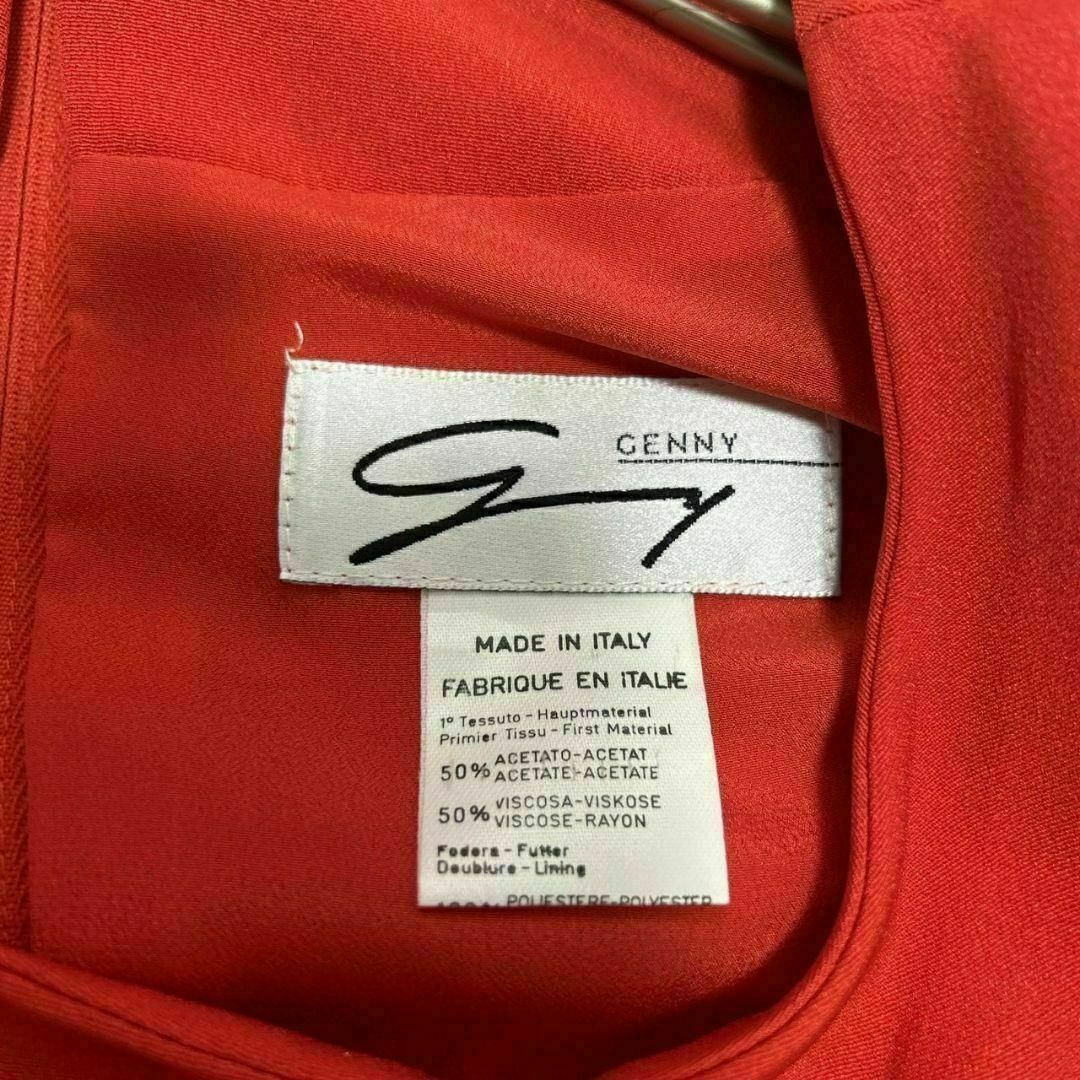 GENNY
Genny
MADE IN ITALY
FABRIQUE EN ITALIE
1° Tessuto - Hauptmaterial
Primier Tissu - First Material
50% ACETATO-ACETAT
ACETATE-ACETATE
50% VISCOSA-VISKOSE
VISCOSE-RAYON
Fodera - Futter
Doublure - Lining
POLIESTERE-POLYESTER